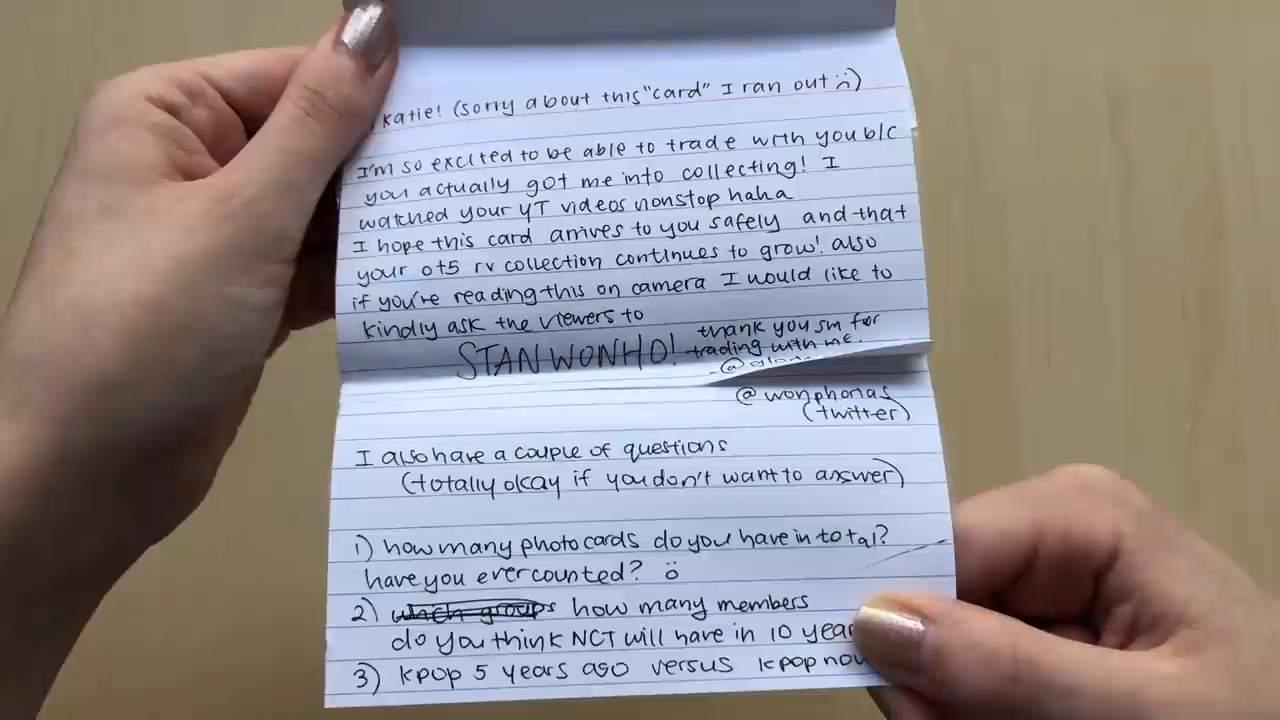 katie! (sorry about this "card" I ran out :()
I'm so excited to be able to trade with you b/c
you actually got me into collecting! I
watched your YT videos nonstop haha
I hope this card arrives to you safely and that
your ot5 rv collection continues to grow! also
if you're reading this on camera I would like to
kindly ask the viewers to
STAN WONHO!
thank you sm for
trading with me.
@wonphorias
(twitter)
I also have a couple of questions
(totally okay if you don't want to answer)
1) how many photocards do you have in total?
have you ever counted? ö
2) how many members
do you think NCT will have in 10 year
3) kpop 5 years ago versus kpop now